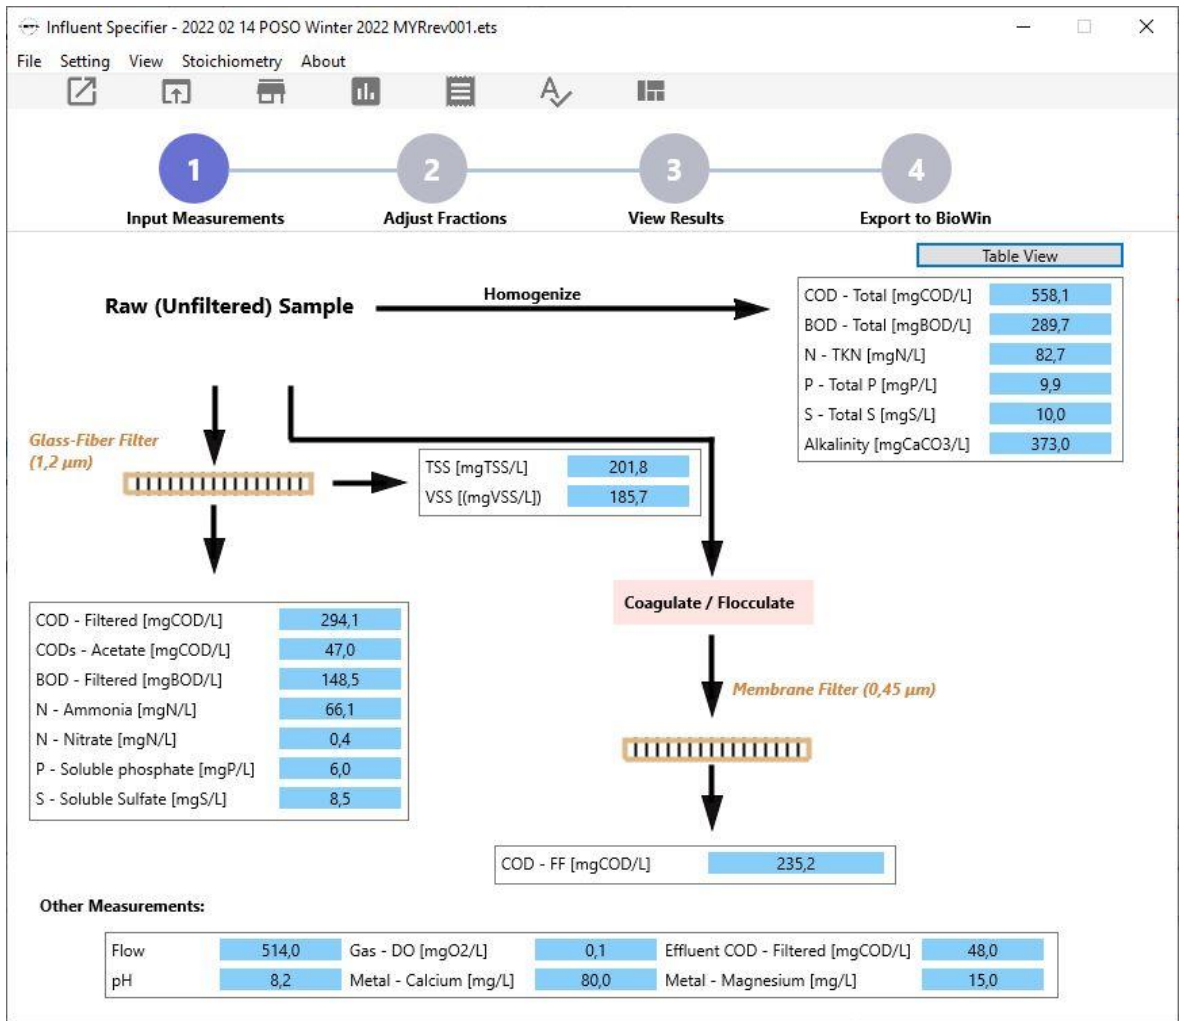 Influent Specifier - 2022 02 14 POSO Winter 2022 MYRrev001.ets
File Setting View Stoichiometry About
1 2 3 4
Input Measurements Adjust Fractions View Results Export to BioWin
Table View
Raw (Unfiltered) Sample
Homogenize
COD - Total [mgCOD/L] 558,1
BOD - Total [mgBOD/L] 289,7
N - TKN [mgN/L] 82,7
P - Total P [mgP/L] 9,9
S - Total S [mgS/L] 10,0
Alkalinity [mgCaCO3/L] 373,0
Glass-Fiber Filter
(1,2 µm)
TSS [mgTSS/L] 201,8
VSS [(mgVSS/L]) 185,7
Coagulate / Flocculate
COD - Filtered [mgCOD/L] 294,1
CODs - Acetate [mgCOD/L] 47,0
BOD - Filtered [mgBOD/L] 148,5
N - Ammonia [mgN/L] 66,1
N - Nitrate [mgN/L] 0,4
P - Soluble phosphate [mgP/L] 6,0
S - Soluble Sulfate [mgS/L] 8,5
Membrane Filter (0,45 µm)
COD - FF [mgCOD/L] 235,2
Other Measurements:
Flow 514,0 Gas - DO [mgO2/L] 0,1 Effluent COD - Filtered [mgCOD/L] 48,0
pH 8,2 Metal - Calcium [mg/L] 80,0 Metal - Magnesium [mg/L] 15,0